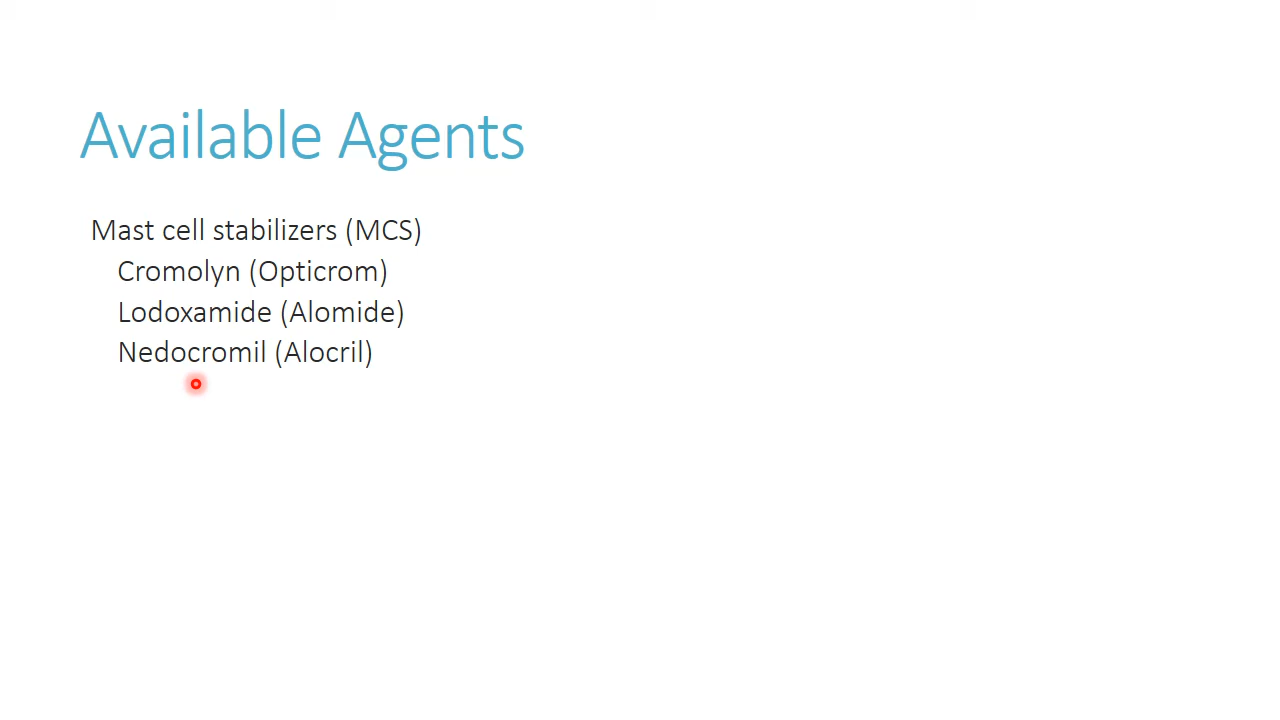 Available Agents
Mast cell stabilizers (MCS)
Cromolyn (Opticrom)
Lodoxamide (Alomide)
Nedocromil (Alocril)